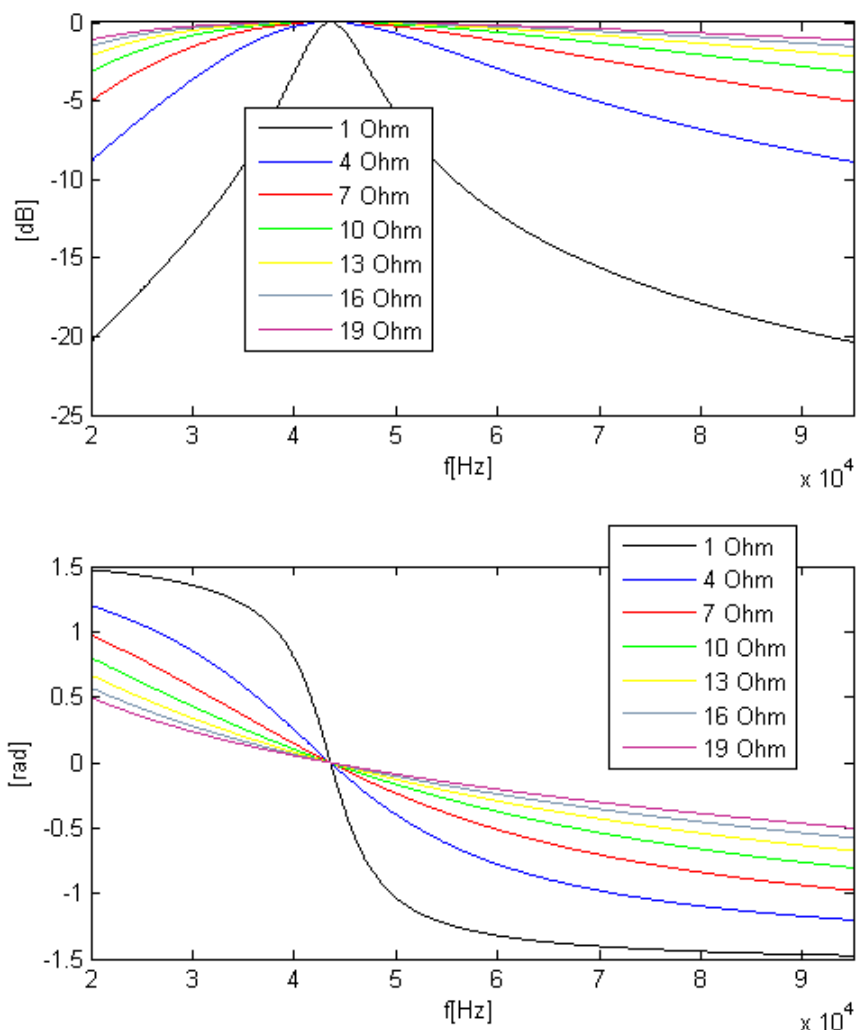 0
-5
-10
-15
-20
-25
[dB]
1 Ohm
4 Ohm
7 Ohm
10 Ohm
13 Ohm
16 Ohm
19 Ohm
2 3 4 5 6 7 8 9
f[Hz]
x 10^4
1 Ohm
4 Ohm
7 Ohm
10 Ohm
13 Ohm
16 Ohm
19 Ohm
1.5
1
0.5
0
-0.5
-1
-1.5
[rad]
2 3 4 5 6 7 8 9
f[Hz]
x 10^4